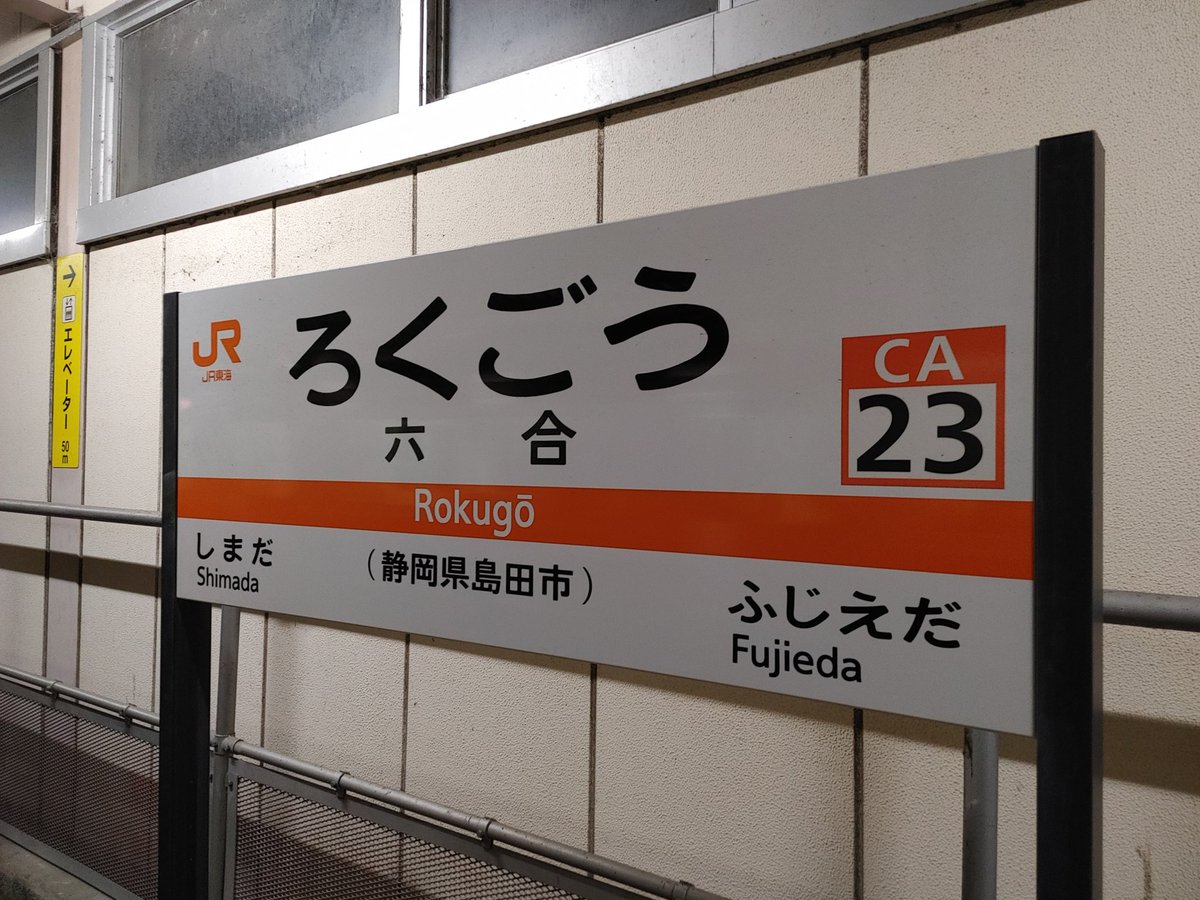 →
エレベーター
50m
JR
JR東海
ろくごう
六合
CA
23
Rokugō
しまだ
Shimada
(静岡県島田市)
ふじえだ
Fujieda